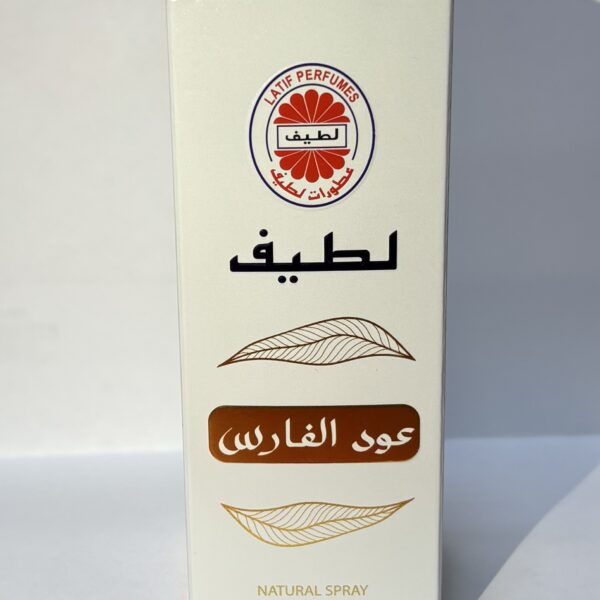 LATIF PERFUMES
لطيف
عطورات لطيف
لطيف
عود الفارس
NATURAL SPRAY